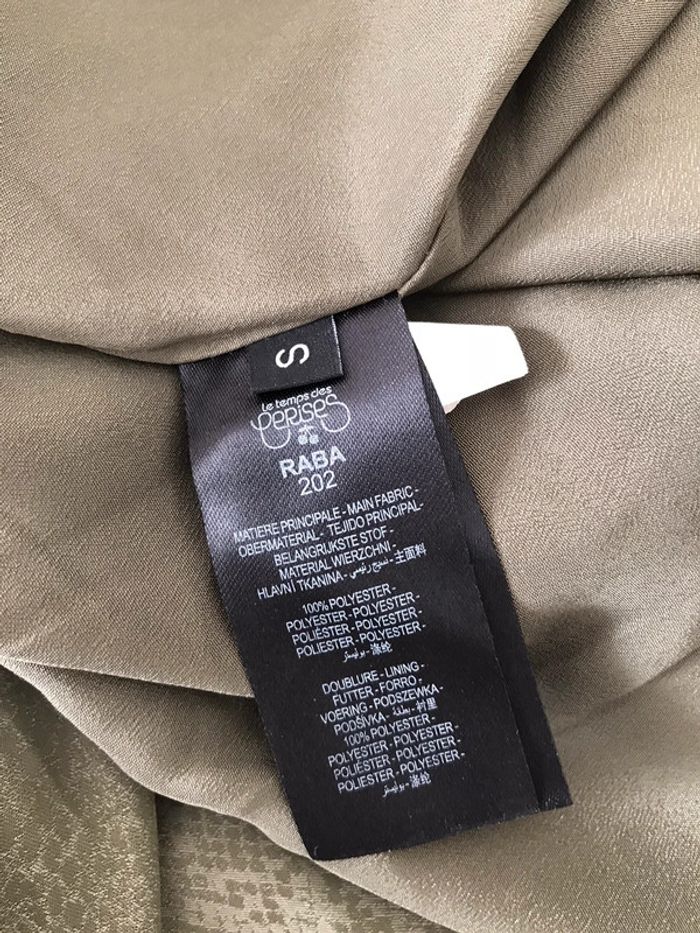 S
le temps des
cerises
RABA
202
MATIERE PRINCIPALE - MAIN FABRIC -
OBERMATERIAL - TEJIDO PRINCIPAL -
BELANGRIJKSTE STOF -
MATERIAL WIERZCHNI -
HLAVNÍ TKANINA - نسيج رئيسي - 主面料
100% POLYESTER -
POLYESTER - POLYESTER -
POLIÉSTER - POLYESTER -
POLIESTER - POLYESTER -
بوليستر - 涤纶
DOUBLURE - LINING -
FUTTER - FORRO -
VOERING - PODSZEWKA -
PODŠÍVKA - بطانة - 村里
100% POLYESTER -
POLYESTER - POLYESTER -
POLIÉSTER - POLYESTER -
POLIESTER - POLYESTER -
بوليستر - 涤纶